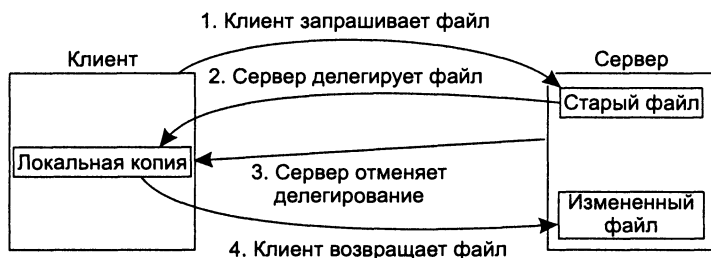 1. Клиент запрашивает файл
Клиент
Сервер
2. Сервер делегирует файл
Старый файл
Локальная копия
3. Сервер отменяет
делегирование
Измененный
файл
4. Клиент возвращает файл